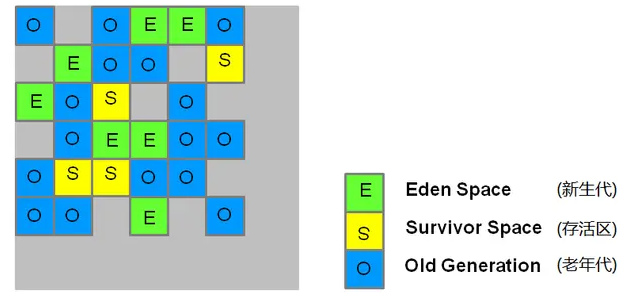 O O E E O
E O O S
E O S O
O E E O O
O S S O O
O O E O
E Eden Space (新生代)
S Survivor Space (存活区)
O Old Generation (老年代)